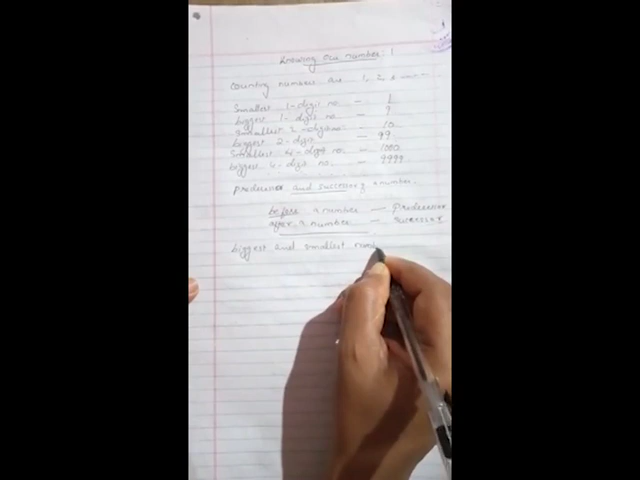 Knowing our number: 1
Counting numbers are 1, 2, 3 -----
Smallest 1-digit no. - 1
biggest 1-digit no. - 9
Smallest 2-digit no. - 10
biggest 2-digit - 99
Smallest 4-digit no. - 1000
biggest 4-digit no. - 9999
predecessor and successor of a number.
before a number - predecessor
after a number - successor
biggest and smallest